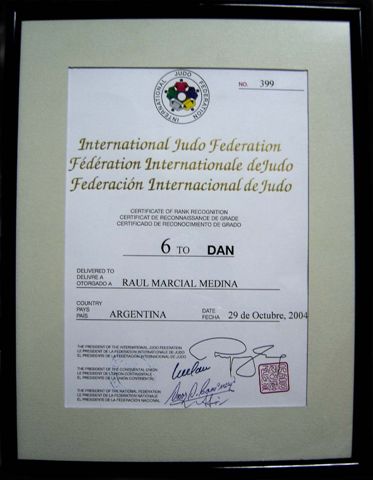 INTERNATIONAL JUDO FEDERATION
NO. 399
International Judo Federation
Fédération Internationale de Judo
Federación Internacional de Judo
CERTIFICATE OF RANK RECOGNITION
CERTIFICAT DE RECONNAISSANCE DE GRADE
CERTIFICADO DE RECONOCIMIENTO DE GRADO
6 TO DAN
DELIVERED TO
DELIVRE A
OTORGADO A RAUL MARCIAL MEDINA
COUNTRY
PAYS
PAIS ARGENTINA
DATE
FECHA 29 de Octubre, 2004
THE PRESIDENT OF THE INTERNATIONAL JUDO FEDERATION
LE PRESIDENT DE LA FEDERATION INTERNATIONALE DE JUDO
EL PRESIDENTE DE LA FEDERACION INTERNACIONAL DE JUDO
THE PRESIDENT OF THE CONTINENTAL UNION
LE PRESIDENT DE L'UNION CONTINENTALE
EL PRESIDENTE DE LA UNION CONTINENTAL
THE PRESIDENT OF THE NATIONAL FEDERATION
LE PRESIDENT DE LA FEDERATION NATIONALE
EL PRESIDENTE DE LA FEDERACION NACIONAL